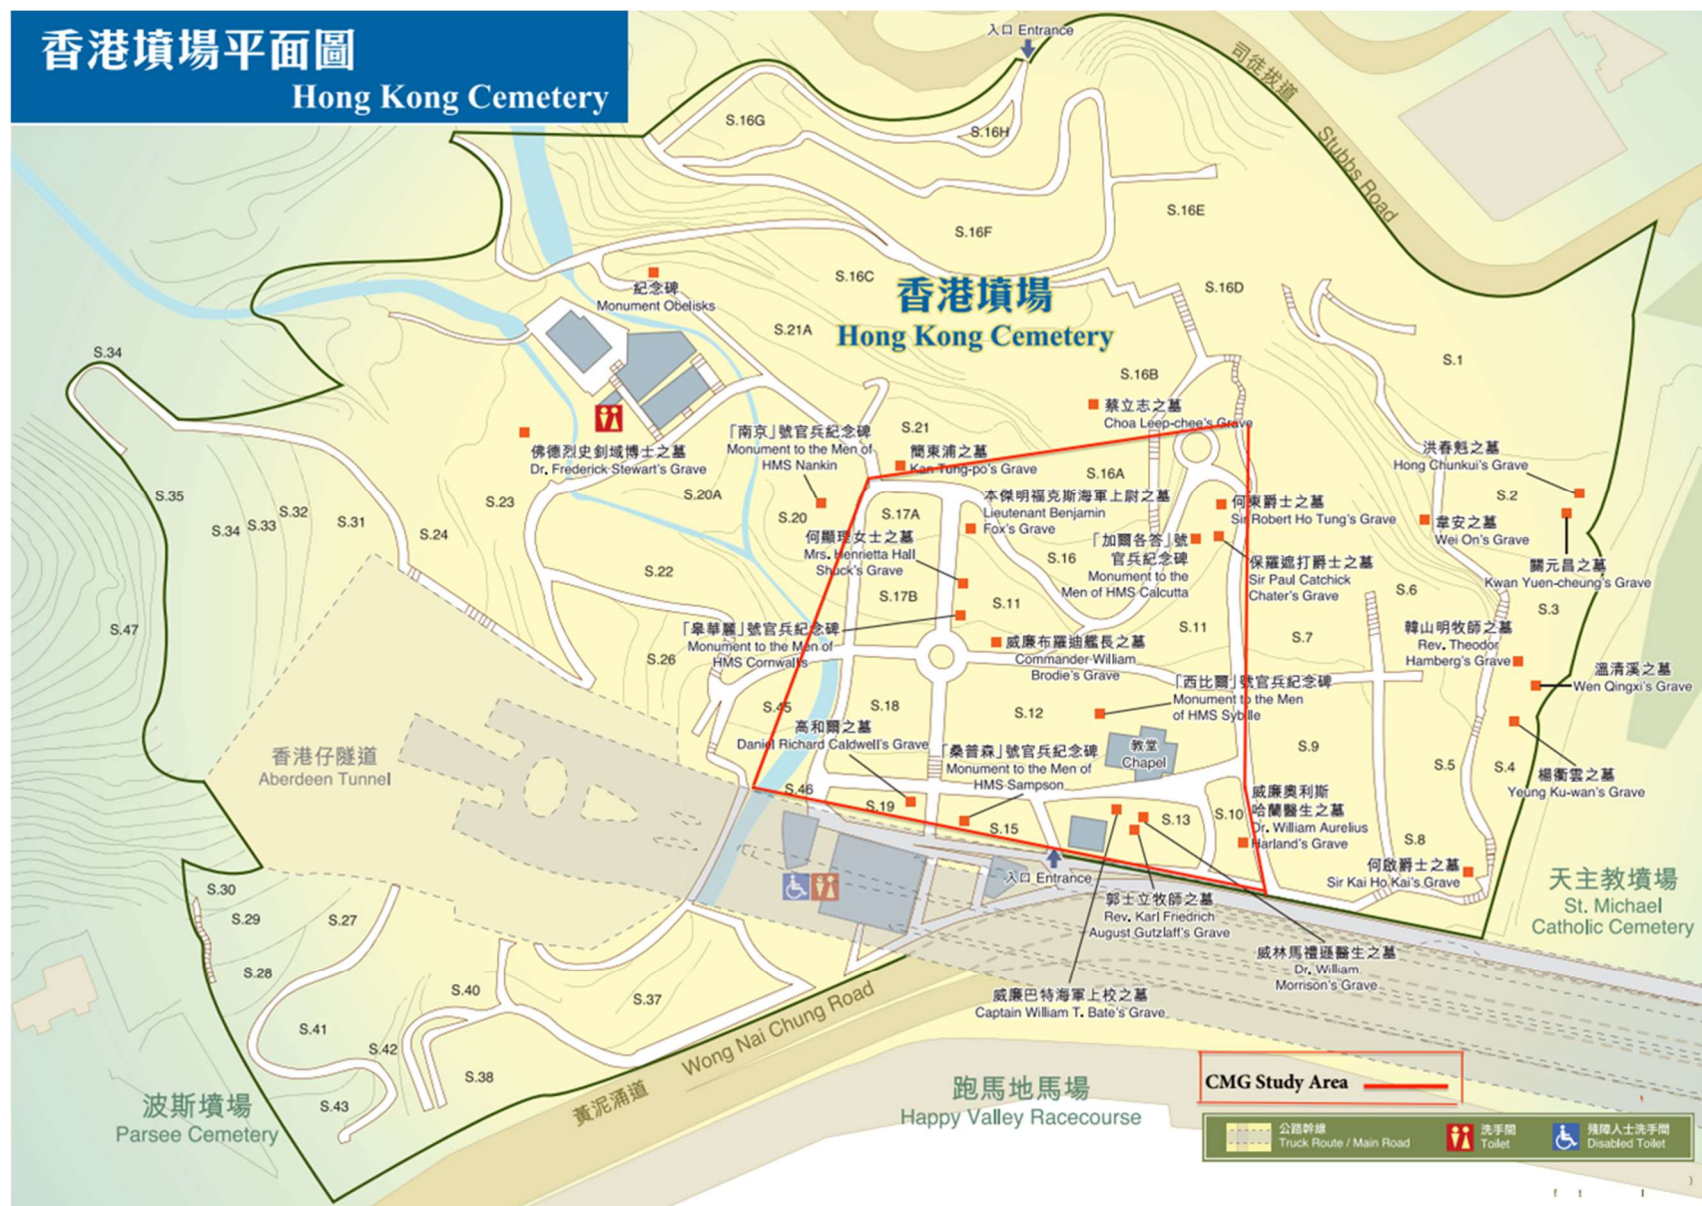 香港墳場平面圖
Hong Kong Cemetery
入口 Entrance
司徒拔道
Stubbs Road
S.16G
S.16H
S.16E
S.16F
S.16C
S.16D
香港墳場
Hong Kong Cemetery
紀念碑
Monument Obelisks
S.21A
S.1
S.34
S.16B
蔡立志之墓
Choa Leep-chee's Grave
S.21
「南京」號官兵紀念碑
Monument to the Men of
HMS Nankin
簡東浦之墓
Kan Tung-po's Grave
S.16A
洪春魁之墓
Hong Chunkui's Grave
佛德烈史釗域博士之墓
Dr. Frederick Stewart's Grave
S.35
S.34
S.33
S.32
S.31
S.24
S.23
S.20A
S.20
S.17A
本傑明福克斯海軍上尉之墓
Lieutenant Benjamin
Fox's Grave
何東爵士之墓
Sir Robert Ho Tung's Grave
S.2
韋安之墓
Wei On's Grave
何顯理女士之墓
Mrs. Henrietta Hall
Shuck's Grave
「加爾各答」號
官兵紀念碑
Monument to the
Men of HMS Calcutta
保羅遮打爵士之墓
Sir Paul Catchick
Chater's Grave
關元昌之墓
Kwan Yuen-cheung's Grave
S.22
S.16
S.17B
S.11
S.6
S.3
S.47
「皋華麗」號官兵紀念碑
Monument to the Men of
HMS Cornwallis
S.26
S.11
S.7
威廉布羅迪艦長之墓
Commander William
Brodie's Grave
韓山明牧師之墓
Rev. Theodor
Hamberg's Grave
溫清溪之墓
Wen Qingxi's Grave
「西比爾」號官兵紀念碑
Monument to the Men
of HMS Sybille
S.45
S.18
S.12
高和爾之墓
Daniel Richard Caldwell's Grave
「桑普森」號官兵紀念碑
Monument to the Men of
HMS Sampson
教堂
Chapel
S.9
S.5
S.4
楊衢雲之墓
Yeung Ku-wan's Grave
香港仔隧道
Aberdeen Tunnel
S.46
S.19
S.15
S.13
S.10
威廉奧利斯
哈蘭醫生之墓
Dr. William Aurelius
Harland's Grave
S.8
何啟爵士之墓
Sir Kai Ho Kai's Grave
入口 Entrance
天主教墳場
St. Michael
Catholic Cemetery
郭士立牧師之墓
Rev. Karl Friedrich
August Gutzlaff's Grave
威林馬禮遜醫生之墓
Dr. William
Morrison's Grave
威廉巴特海軍上校之墓
Captain William T. Bate's Grave
S.30
S.29
S.27
S.28
S.40
S.37
S.41
S.42
S.38
S.43
黃泥涌道
Wong Nai Chung Road
波斯墳場
Parsee Cemetery
跑馬地馬場
Happy Valley Racecourse
CMG Study Area
公路幹線
Truck Route / Main Road
洗手間
Toilet
殘障人士洗手間
Disabled Toilet